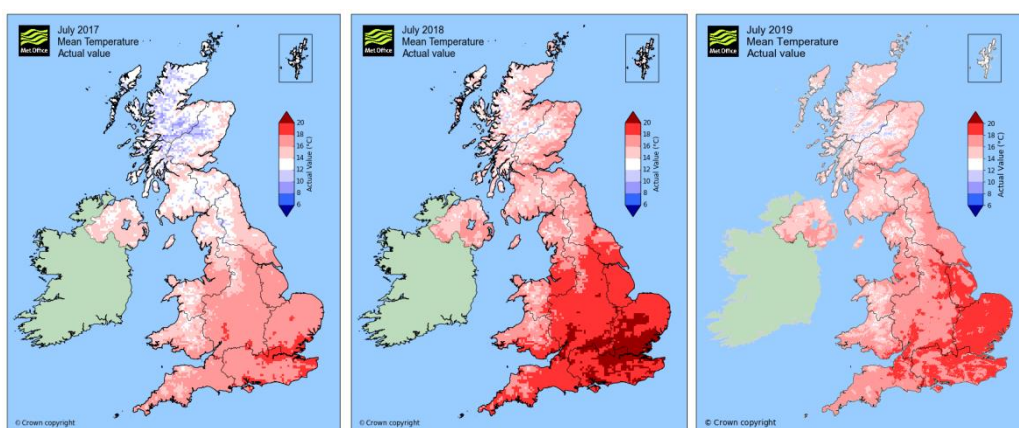 Met Office
July 2017
Mean Temperature
Actual value
20
18
16
14
12
10
8
6
Actual Value (°C)
© Crown copyright
Met Office
July 2018
Mean Temperature
Actual value
20
18
16
14
12
10
8
6
Actual Value (°C)
© Crown copyright
Met Office
July 2019
Mean Temperature
Actual value
20
18
16
14
12
10
8
6
Actual Value (°C)
© Crown copyright